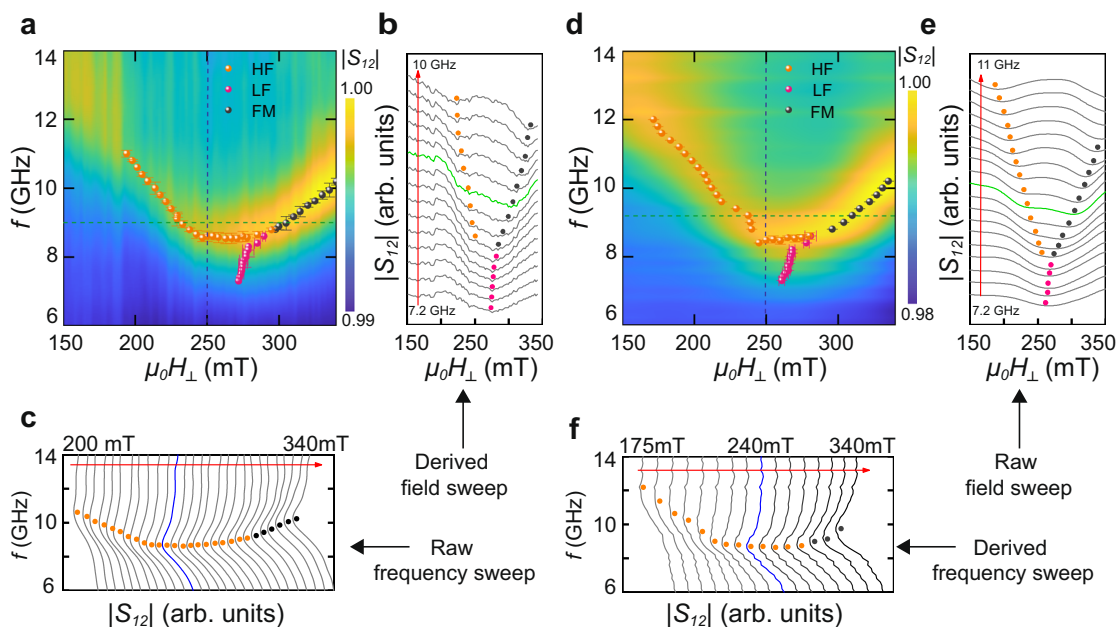 a
14
12
10
8
6
f (GHz)
150 200 250 300
μ₀H⊥ (mT)
HF
LF
FM
|S₁₂|
1.00
0.99
b
10 GHz
7.2 GHz
|S₁₂| (arb. units)
150 250 350
μ₀H⊥ (mT)
d
14
12
10
8
6
f (GHz)
150 200 250 300
μ₀H⊥ (mT)
HF
LF
FM
|S₁₂|
1.00
0.98
e
11 GHz
7.2 GHz
|S₁₂| (arb. units)
150 250 350
μ₀H⊥ (mT)
c
200 mT 340mT
14
10
6
f (GHz)
|S₁₂| (arb. units)
Derived
field sweep
Raw
frequency sweep
f
175mT 240mT 340mT
14
10
6
f (GHz)
|S₁₂| (arb. units)
Raw
field sweep
Derived
frequency sweep